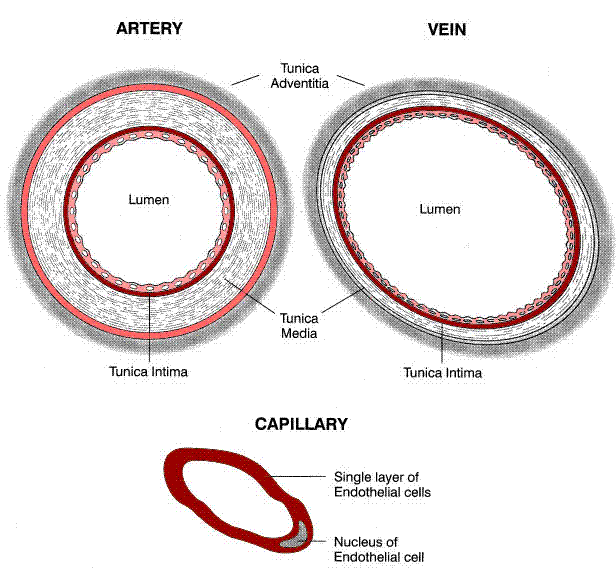 ARTERY
VEIN
Tunica
Adventitia
Lumen
Lumen
Tunica
Media
Tunica Intima
Tunica Intima
CAPILLARY
Single layer of
Endothelial cells
Nucleus of
Endothelial cell